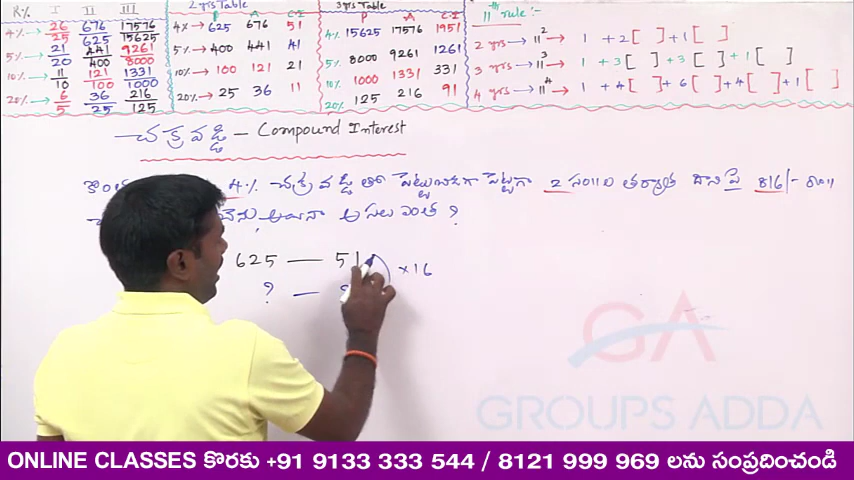 R% I II III
4% → 26/25 676/625 17576/15625
5% → 21/20 441/400 9261/8000
10% → 11/10 121/100 1331/1000
20% → 6/5 36/25 216/125
2 yrs Table
P A C.I
4% → 625 676 51
5% → 400 441 41
10% → 100 121 21
20% → 25 36 11
3 yrs Table
P A C.I
4% 15625 17576 1951
5% 8000 9261 1261
10% 1000 1331 331
20% 125 216 91
11th rule :-
2 yrs → 11² → 1 + 2[ ] + 1[ ]
3 yrs → 11³ → 1 + 3[ ] + 3[ ] + 1[ ]
4 yrs → 11⁴ → 1 + 4[ ] + 6[ ] + 4[ ] + 1[ ]
చక్రవడ్డీ – Compound Interest
4% చక్రవడ్డీ తో పెట్టుబడిగా పెట్టగా 2 సం॥ల తర్వాత దానిపై 816/-
అయినా అసలు ఎంత ?
625 — 51
? —
×16
GA
GROUPS ADDA
ONLINE CLASSES కొరకు +91 9133 333 544 / 8121 999 969 లను సంప్రదించండి